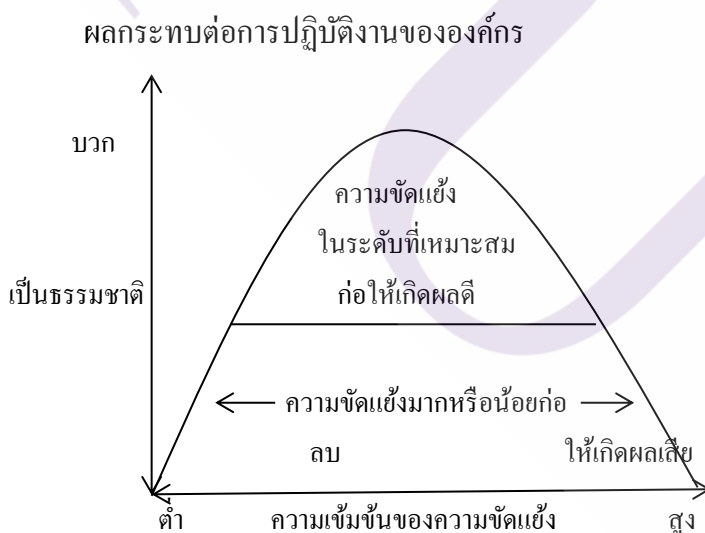 ผลกระทบต่อการปฏิบัติงานขององค์กร
บวก
ความขัดแย้ง
ในระดับที่เหมาะสม
เป็นธรรมชาติ
ก่อให้เกิดผลดี
ความขัดแย้งมากหรือน้อยก่อ
ลบ
ให้เกิดผลเสีย
ต่ำ
ความเข้มข้นของความขัดแย้ง
สูง